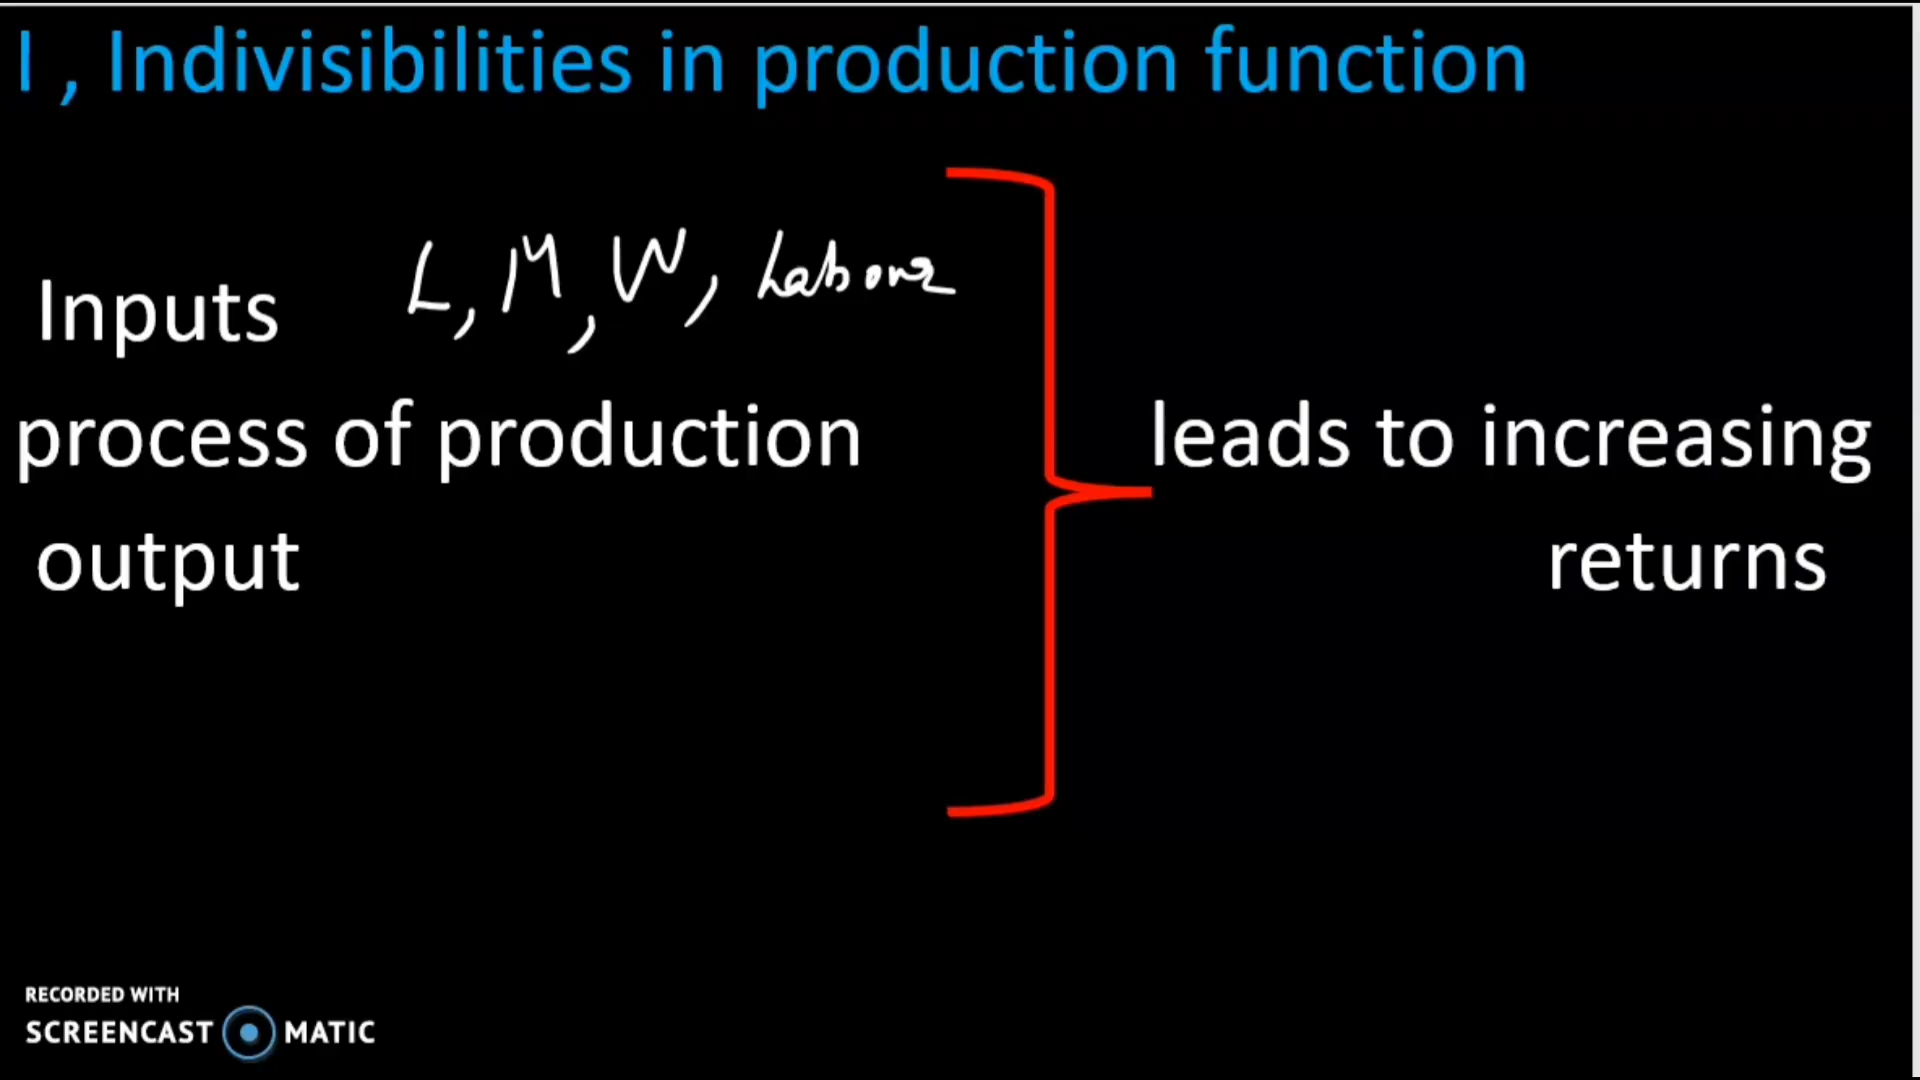 I , Indivisibilities in production function
Inputs L, M, W, Labour
process of production
output
leads to increasing
returns
RECORDED WITH
SCREENCAST MATIC